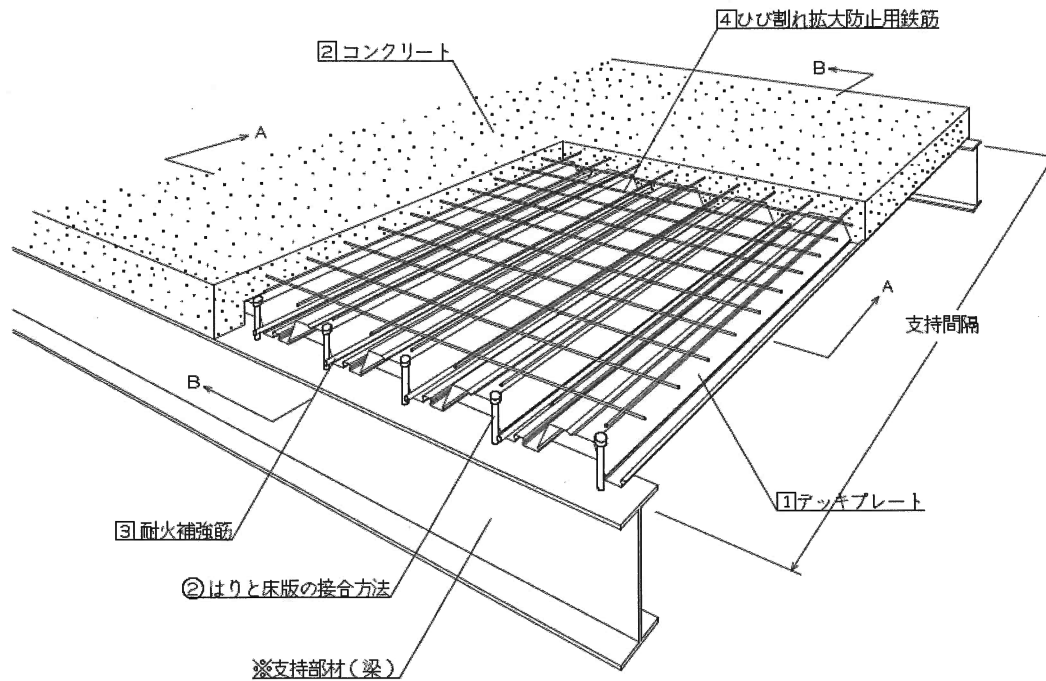 4 ひび割れ拡大防止用鉄筋
2 コンクリート
B
A
A
支持間隔
B
1 デッキプレート
3 耐火補強筋
② はりと床版の接合方法
※支持部材(梁)